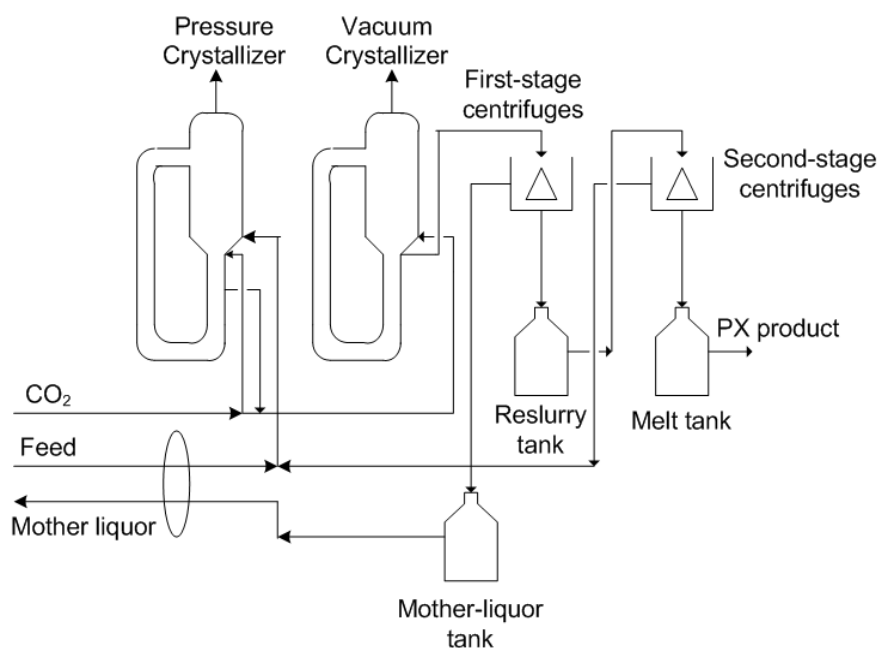 Pressure
Crystallizer
Vacuum
Crystallizer
First-stage
centrifuges
Second-stage
centrifuges
PX product
CO₂
Reslurry
tank
Melt tank
Feed
Mother liquor
Mother-liquor
tank